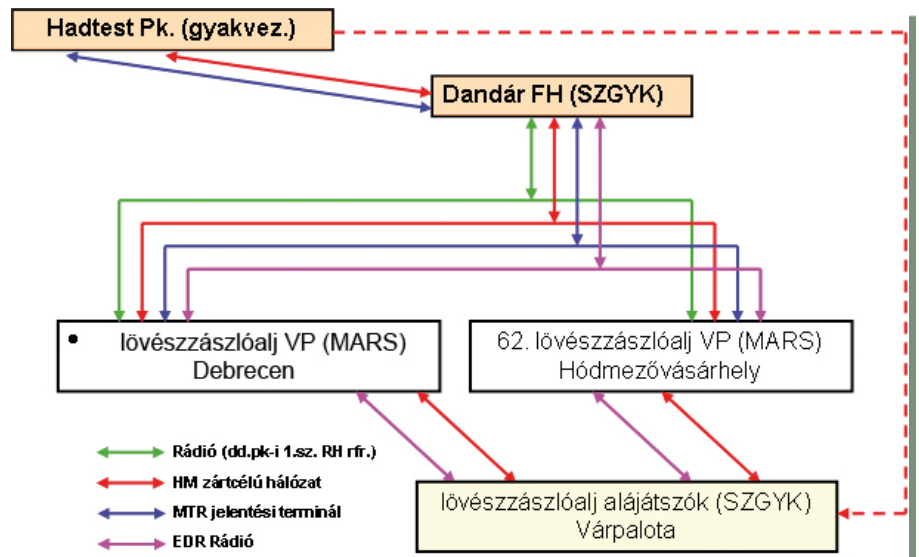 Hadtest Pk. (gyakvez.)
Dandár FH (SZGYK)
• lövészzászlóalj VP (MARS)
Debrecen
62. lövészzászlóalj VP (MARS)
Hódmezővásárhely
Rádió (dd.pk-i 1.sz. RH rfr.)
HM zártcélú hálózat
MTR jelentési terminál
EDR Rádió
lövészzászlóalj alájátszók (SZGYK)
Várpalota